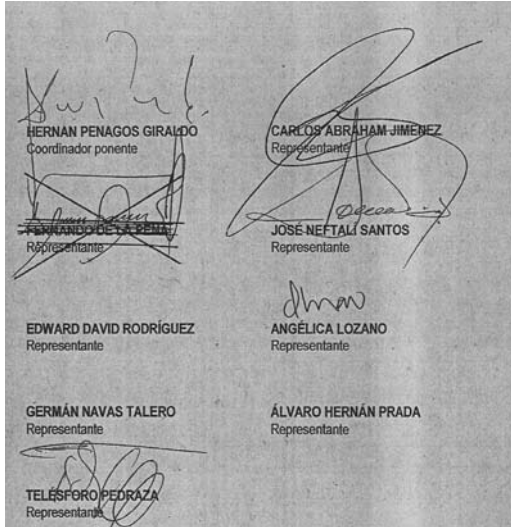 HERNÁN PENAGOS GIRALDO
Coordinador ponente
CARLOS ABRAHAM JIMENEZ
Representante
FERNANDO DE LA PEÑA
Representante
JOSÉ NEFTALÍ SANTOS
Representante
EDWARD DAVID RODRÍGUEZ
Representante
ANGÉLICA LOZANO
Representante
GERMÁN NAVAS TALERO
Representante
ÁLVARO HERNÁN PRADA
Representante
TELÉSFORO PEDRAZA
Representante